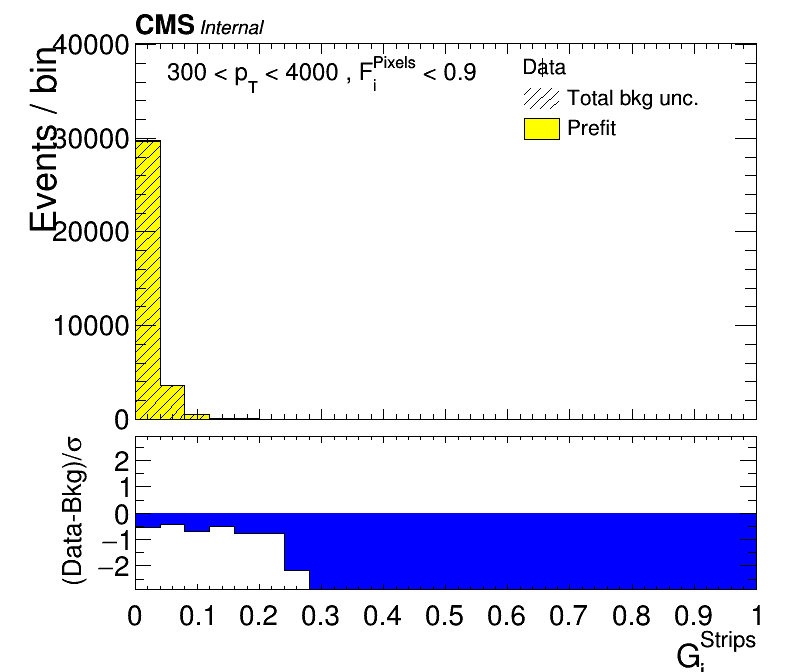 CMS Internal
Events / bin
40000
30000
20000
10000
0
300 < p_T < 4000 , F_i^Pixels < 0.9
Data
Total bkg unc.
Prefit
(Data-Bkg)/σ
2
1
0
−1
−2
0 0.1 0.2 0.3 0.4 0.5 0.6 0.7 0.8 0.9 1
G_i^Strips